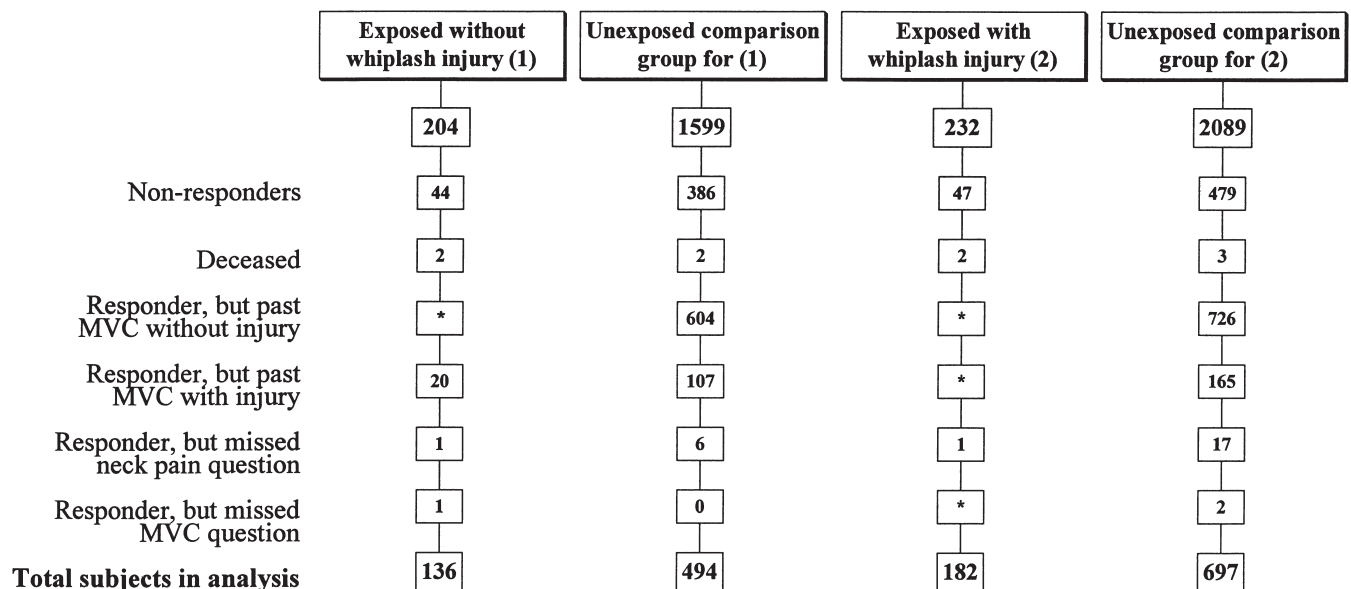 Exposed without
whiplash injury (1)
Unexposed comparison
group for (1)
Exposed with
whiplash injury (2)
Unexposed comparison
group for (2)
204 1599 232 2089
Non-responders 44 386 47 479
Deceased 2 2 2 3
Responder, but past
MVC without injury * 604 * 726
Responder, but past
MVC with injury 20 107 * 165
Responder, but missed
neck pain question 1 6 1 17
Responder, but missed
MVC question 1 0 * 2
Total subjects in analysis 136 494 182 697